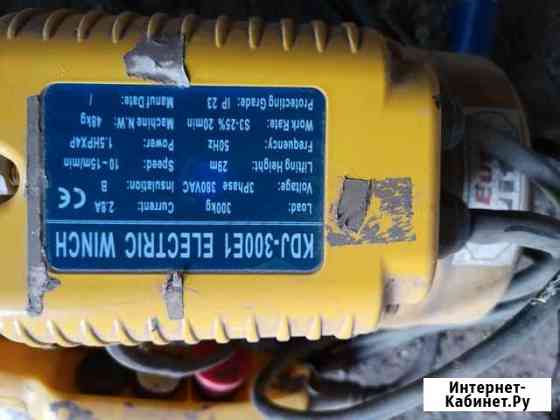 KDJ-300E1 ELECTRIC WINCH
Load: 300kg Current: 2.8A
Voltage: 3Phase 380VAC Insulation: B
Lifting Height: 29m Speed: 10~15m/min
Frequency: 50Hz Power: 1.5HPX4P
Work Rate: S3-25% 20min Machine N.W: 48kg
Protecting Grade: IP 23 Manuf Date: /
CE
Интернет-
Кабинет.Ру